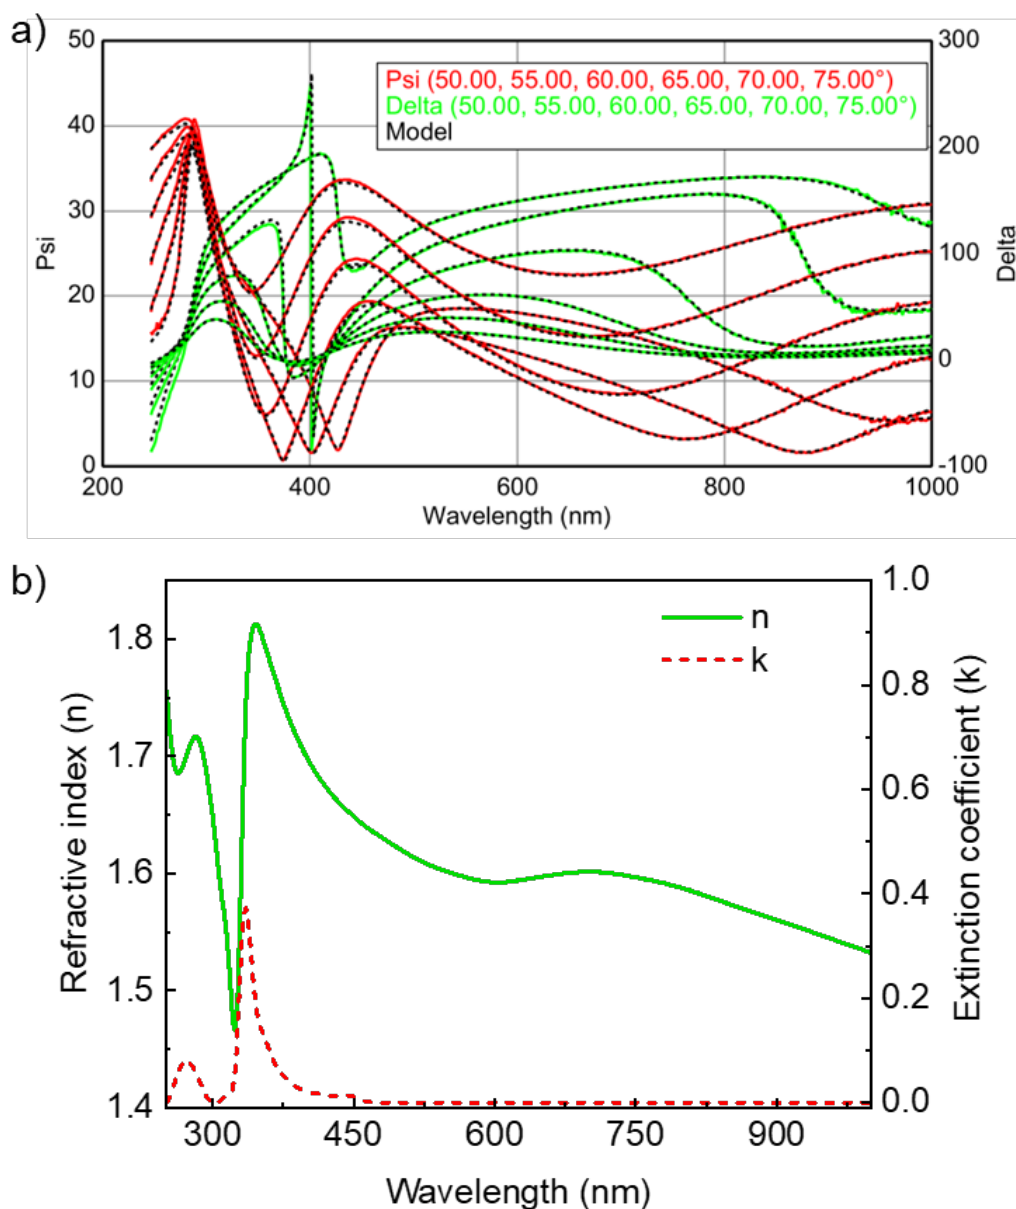 a)
50
40
30
20
10
0
Psi
300
200
100
0
-100
Delta
Psi (50.00, 55.00, 60.00, 65.00, 70.00, 75.00°)
Delta (50.00, 55.00, 60.00, 65.00, 70.00, 75.00°)
Model
200 400 600 800 1000
Wavelength (nm)
b)
1.8
1.7
1.6
1.5
1.4
Refractive index (n)
n
k
1.0
0.8
0.6
0.4
0.2
0.0
Extinction coefficient (k)
300 450 600 750 900
Wavelength (nm)